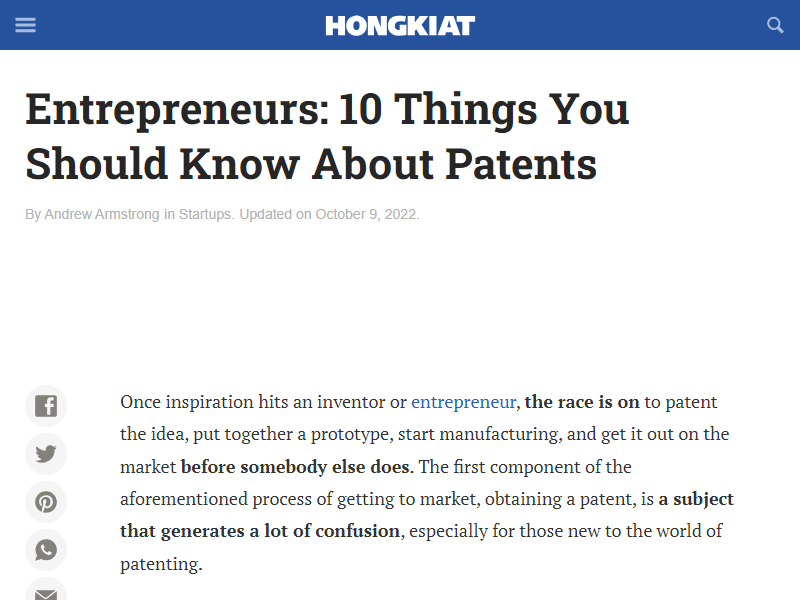 HONGKIAT
Entrepreneurs: 10 Things You
Should Know About Patents
By Andrew Armstrong in Startups. Updated on October 9, 2022.
Once inspiration hits an inventor or entrepreneur, the race is on to patent
the idea, put together a prototype, start manufacturing, and get it out on the
market before somebody else does. The first component of the
aforementioned process of getting to market, obtaining a patent, is a subject
that generates a lot of confusion, especially for those new to the world of
patenting.